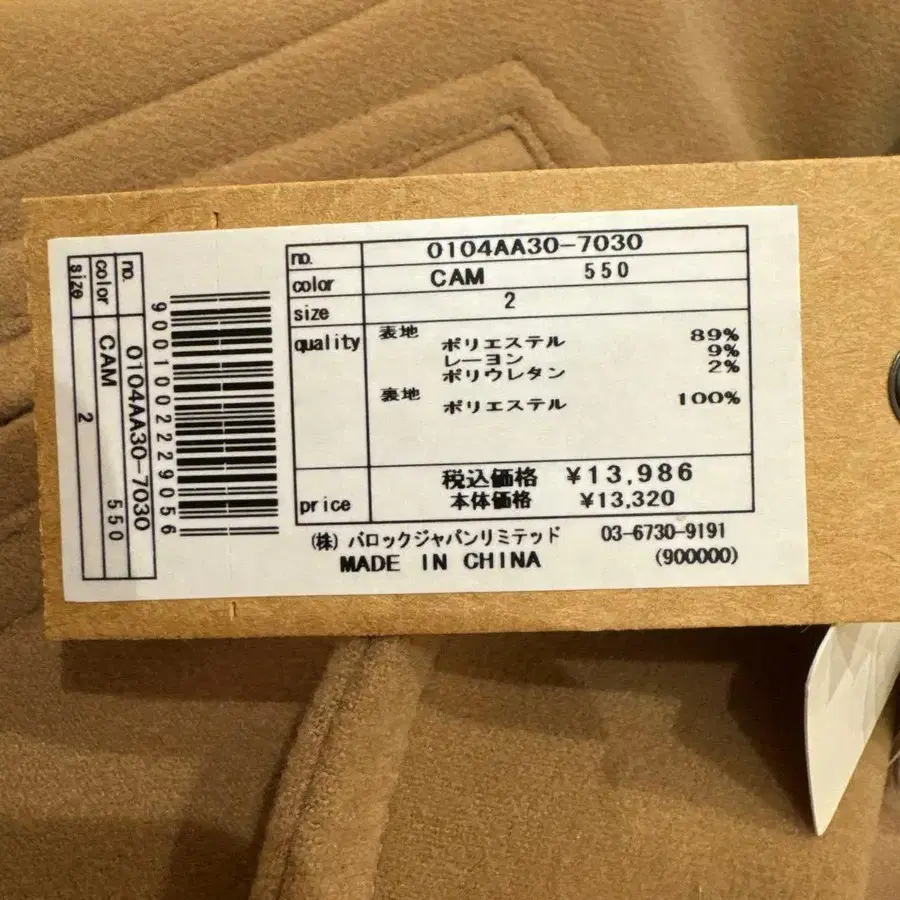 no. 0104AA30-7030
color CAM 550
size 2
9001002229056
no. 0104AA30-7030
color CAM 550
size 2
quality 表地 ポリエステル 89%
レーヨン 9%
ポリウレタン 2%
裏地 ポリエステル 100%
税込価格 ¥13,986
price 本体価格 ¥13,320
(株) バロックジャパンリミテッド 03-6730-9191
MADE IN CHINA (900000)